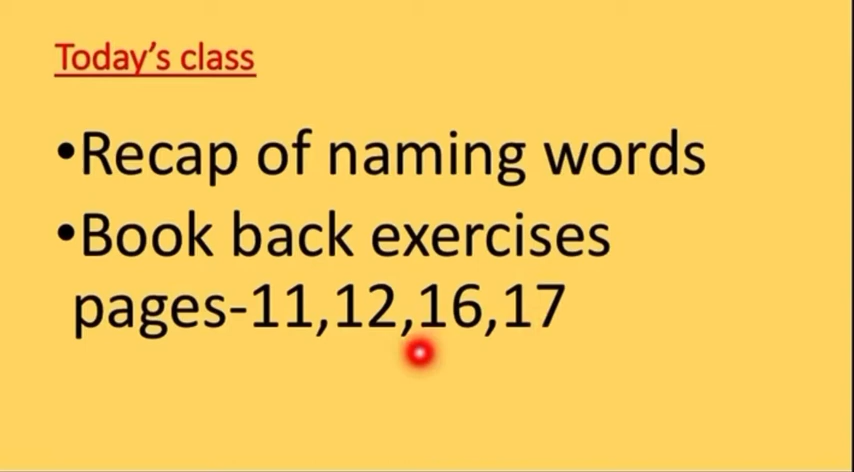 Today's class
•Recap of naming words
•Book back exercises
pages-11,12,16,17